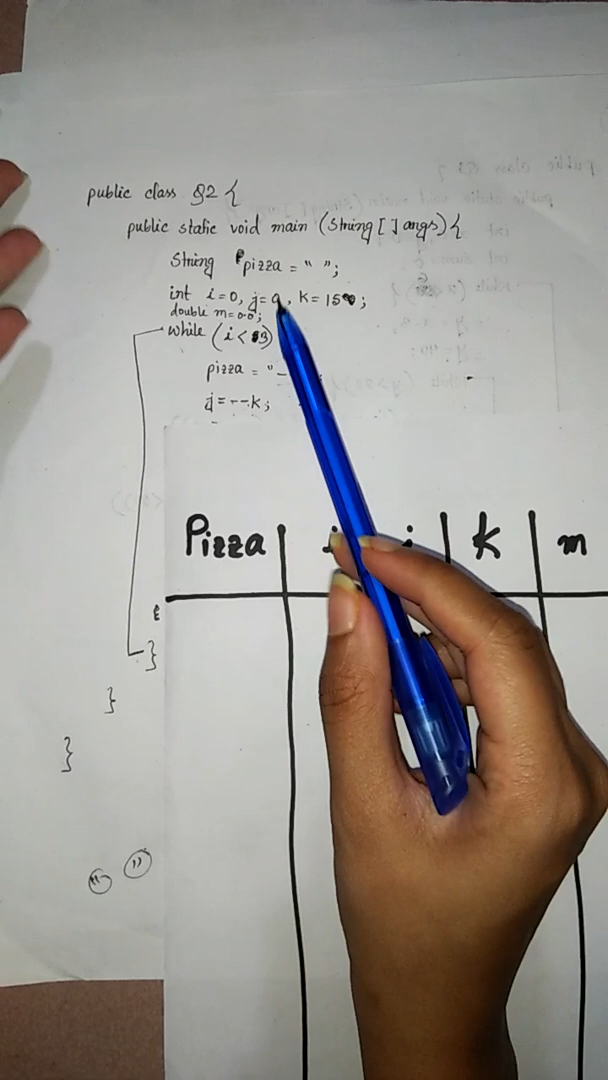 public class Q2 {
public static void main (String[] args) {
String pizza = " ";
int i=0, j=0, k=15 ;
double m=0.0;
while (i<
pizza = "-
j = --k;
Pizza | i | j | k | m
}
}
}
" "